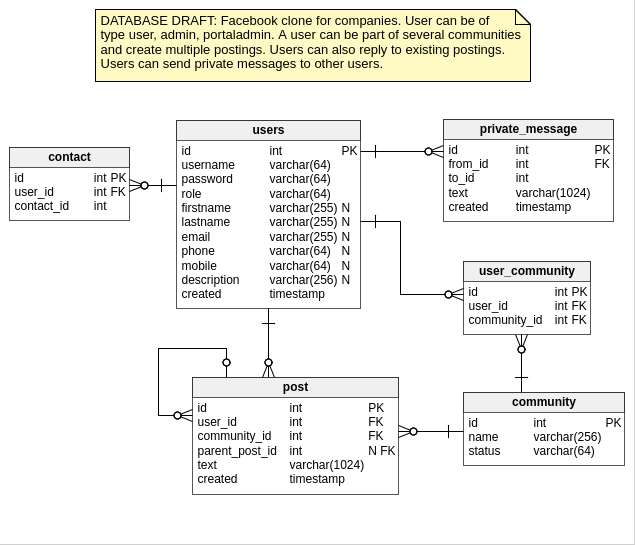 DATABASE DRAFT: Facebook clone for companies. User can be of
type user, admin, portaladmin. A user can be part of several communities
and create multiple postings. Users can also reply to existing postings.
Users can send private messages to other users.
contact
id int PK
user_id int FK
contact_id int
users
id int PK
username varchar(64)
password varchar(64)
role varchar(64)
firstname varchar(255) N
lastname varchar(255) N
email varchar(255) N
phone varchar(64) N
mobile varchar(64) N
description varchar(256) N
created timestamp
private_message
id int PK
from_id int FK
to_id int
text varchar(1024)
created timestamp
user_community
id int PK
user_id int FK
community_id int FK
post
id int PK
user_id int FK
community_id int FK
parent_post_id int N FK
text varchar(1024)
created timestamp
community
id int PK
name varchar(256)
status varchar(64)